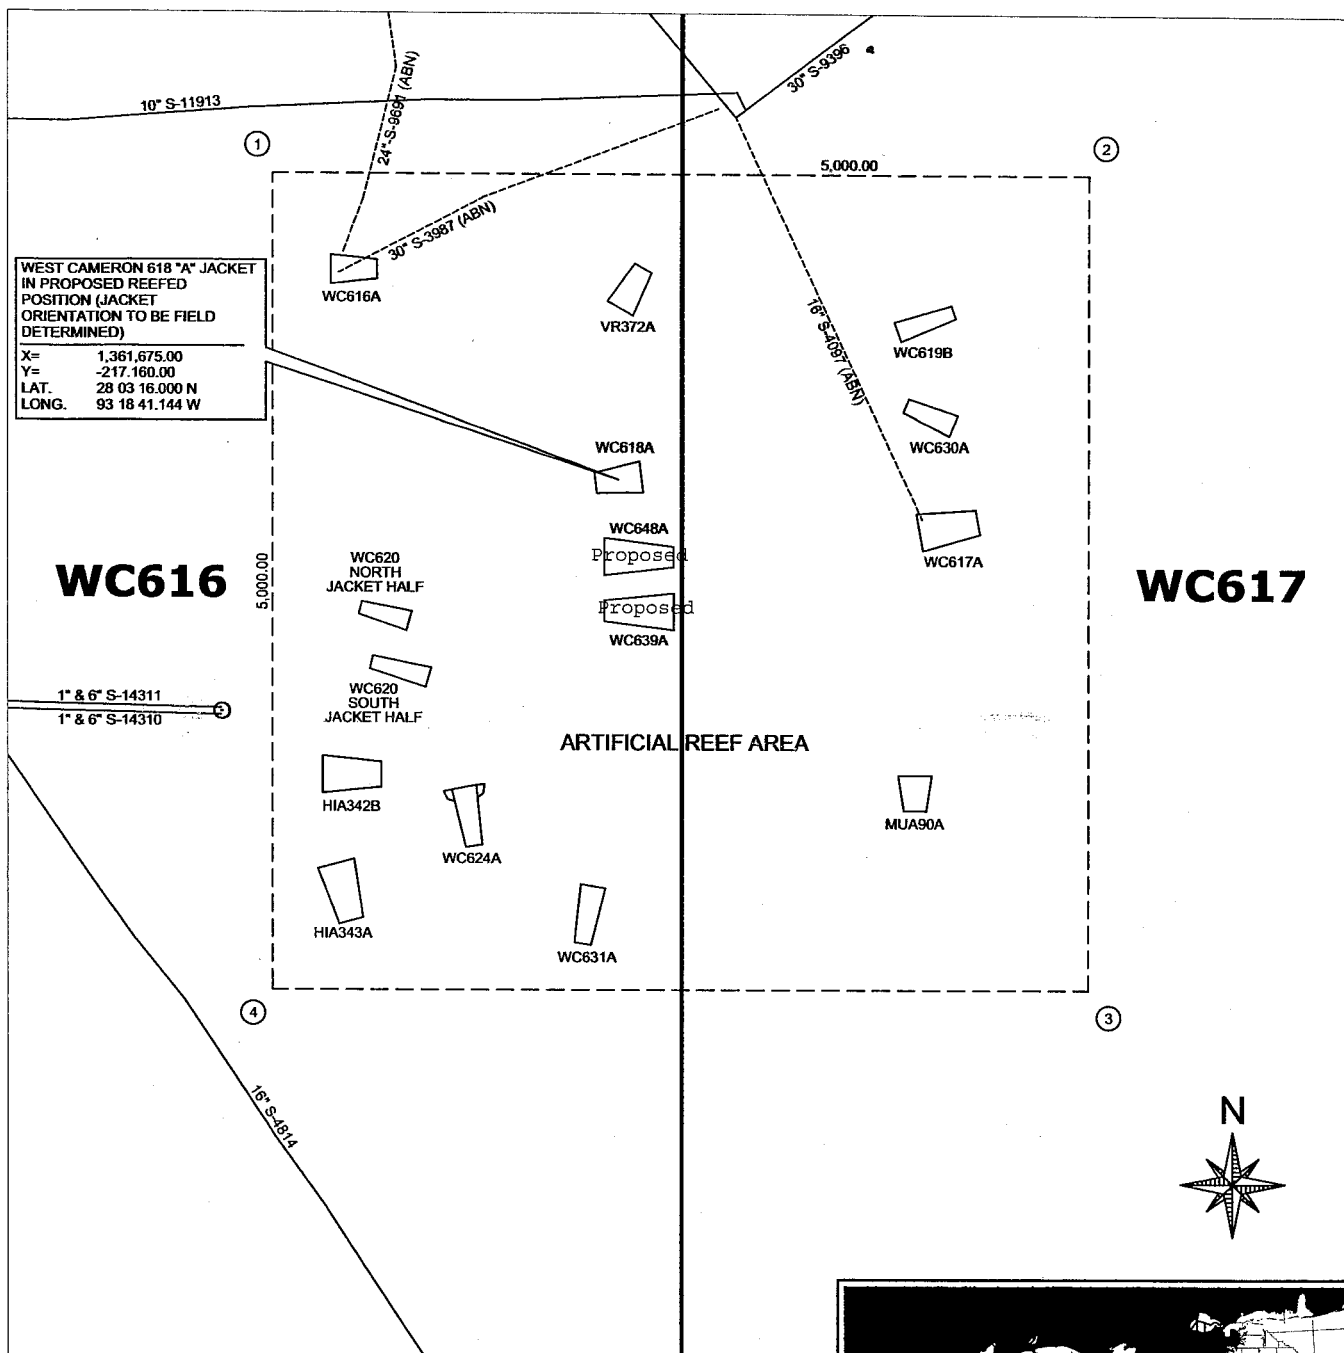 10" S-11913
24"-S-9691 (ABN)
30" S-9396
1
2
5,000.00
30" S-3987 (ABN)
WEST CAMERON 618 "A" JACKET
IN PROPOSED REEFED
POSITION (JACKET
ORIENTATION TO BE FIELD
DETERMINED)
X= 1,361,675.00
Y= -217.160.00
LAT. 28 03 16.000 N
LONG. 93 18 41.144 W
WC616A
VR372A
16" S-4097 (ABN)
WC619B
WC630A
WC618A
WC648A
Proposed
WC617A
WC616
5,000.00
WC620
NORTH
JACKET HALF
Proposed
WC639A
WC617
WC620
SOUTH
JACKET HALF
1" & 6" S-14311
1" & 6" S-14310
ARTIFICIAL REEF AREA
HIA342B
WC624A
MUA90A
HIA343A
WC631A
4
3
16" S-4814
N